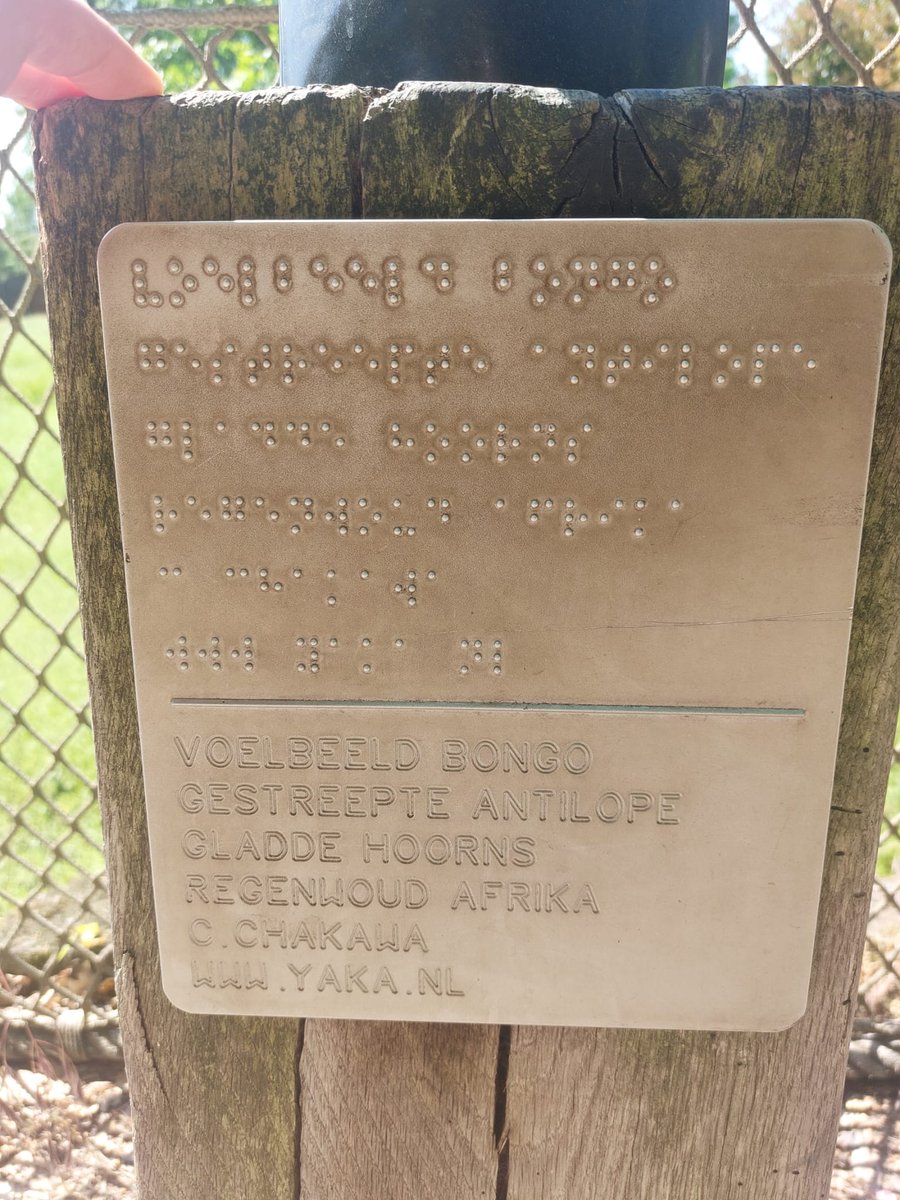 ⠧⠕⠑⠇⠃⠑⠑⠇⠙ ⠃⠕⠝⠛⠕
⠛⠑⠎⠞⠗⠑⠑⠏⠞⠑ ⠁⠝⠞⠊⠇⠕⠏⠑
⠛⠇⠁⠙⠙⠑ ⠓⠕⠕⠗⠝⠎
⠗⠑⠛⠑⠝⠺⠕⠥⠙ ⠁⠋⠗⠊⠅⠁
⠉ ⠉⠓⠁⠅⠁⠺⠁
⠺⠺⠺ ⠽⠁⠅⠁ ⠝⠇
VOELBEELD BONGO
GESTREEPTE ANTILOPE
GLADDE HOORNS
REGENWOUD AFRIKA
C.CHAKAWA
WWW.YAKA.NL